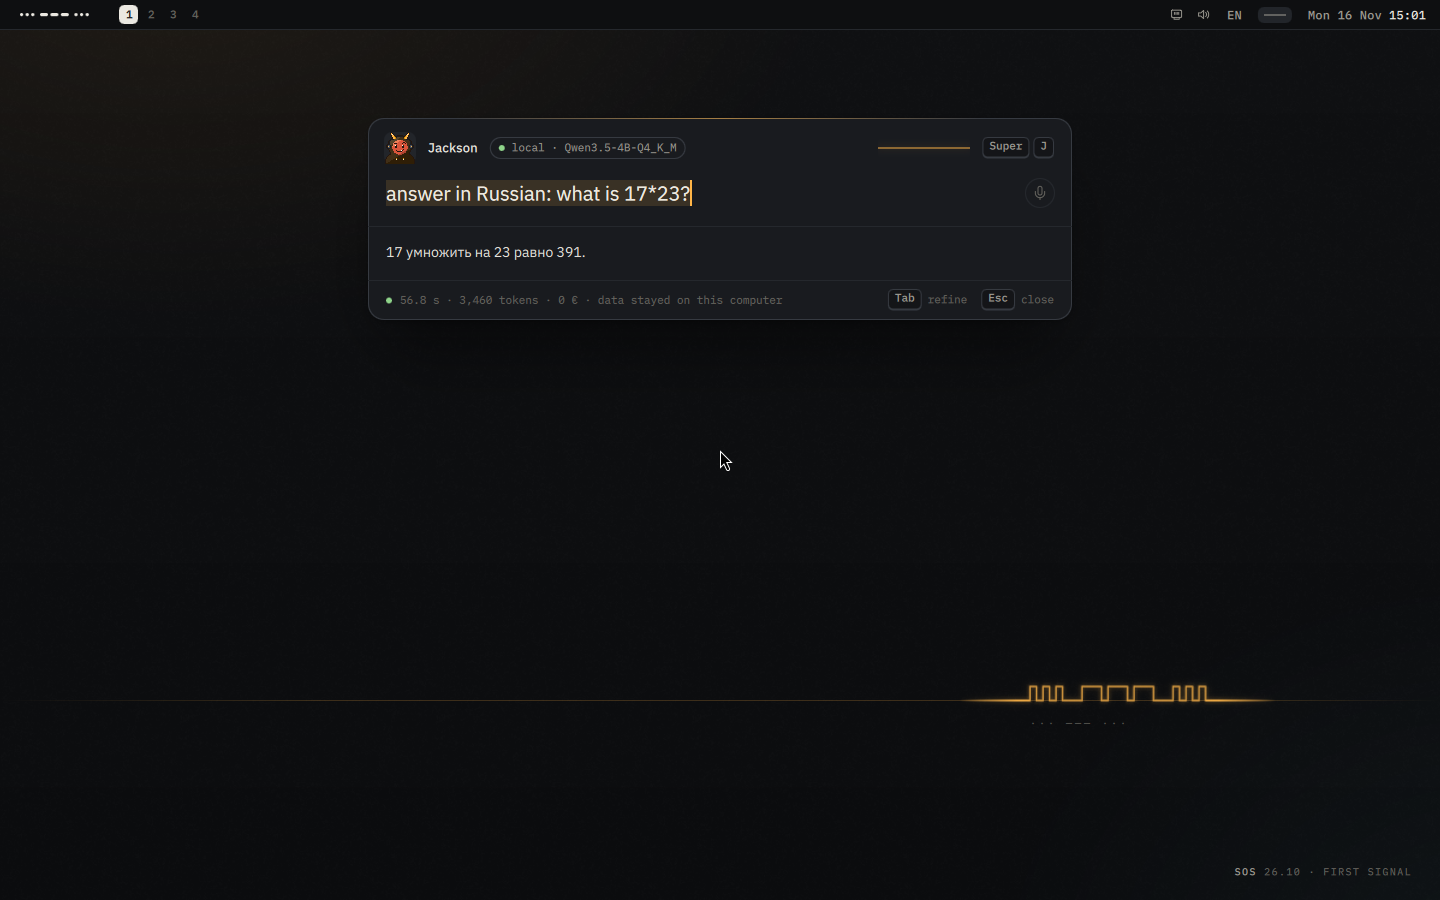 1 2 3 4
EN
Mon 16 Nov 15:01
Jackson
local · Qwen3.5-4B-Q4_K_M
Super J
answer in Russian: what is 17*23?
17 умножить на 23 равно 391.
56.8 s · 3,460 tokens · 0 € · data stayed on this computer
Tab refine Esc close
... --- ...
SOS 26.10 · FIRST SIGNAL